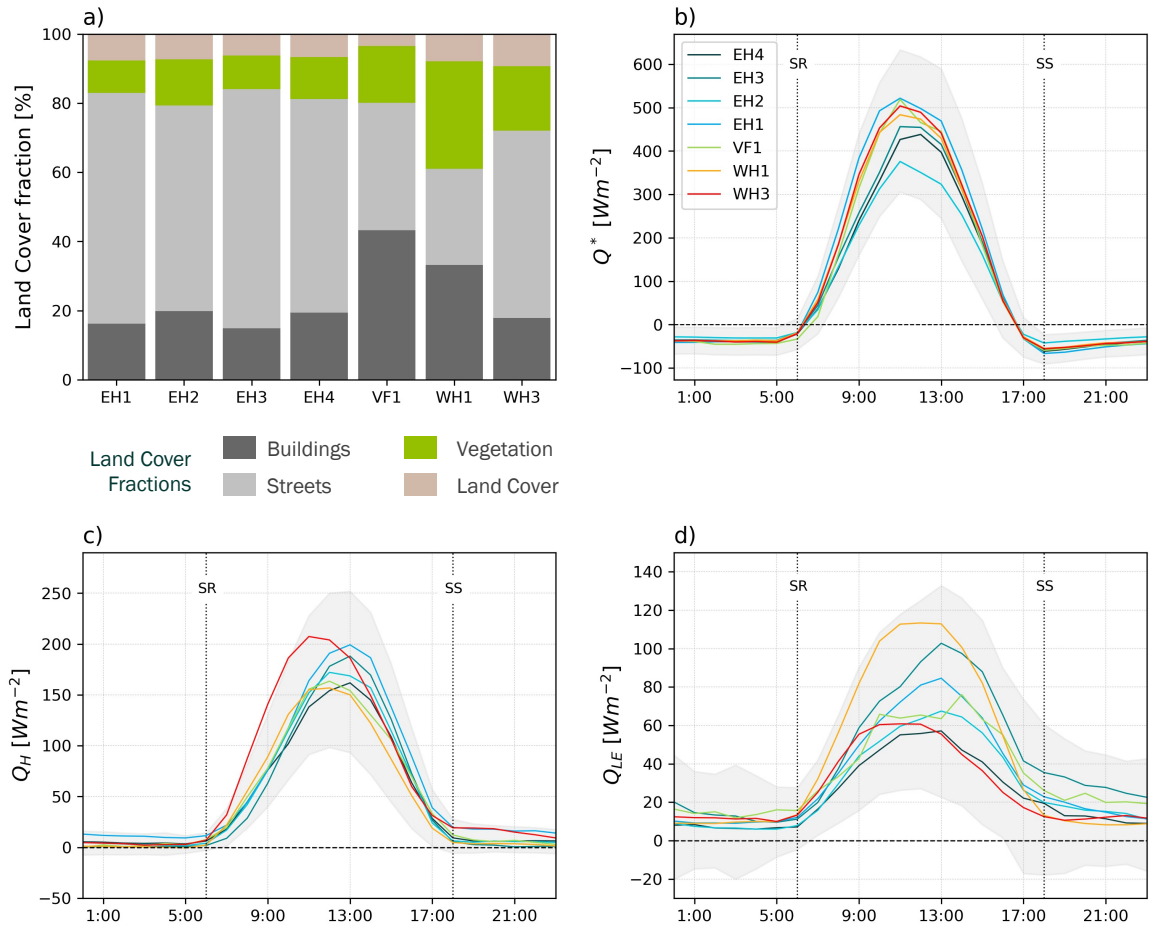 a)
Land Cover fraction [%]
100
80
60
40
20
0
EH1 EH2 EH3 EH4 VF1 WH1 WH3
Land Cover
Fractions
Buildings
Streets
Vegetation
Land Cover
b)
Q* [Wm⁻²]
600
500
400
300
200
100
0
−100
SR
SS
EH4
EH3
EH2
EH1
VF1
WH1
WH3
1:00 5:00 9:00 13:00 17:00 21:00
c)
Q_H [Wm⁻²]
250
200
150
100
50
0
−50
SR
SS
1:00 5:00 9:00 13:00 17:00 21:00
d)
Q_LE [Wm⁻²]
140
120
100
80
60
40
20
0
−20
SR
SS
1:00 5:00 9:00 13:00 17:00 21:00